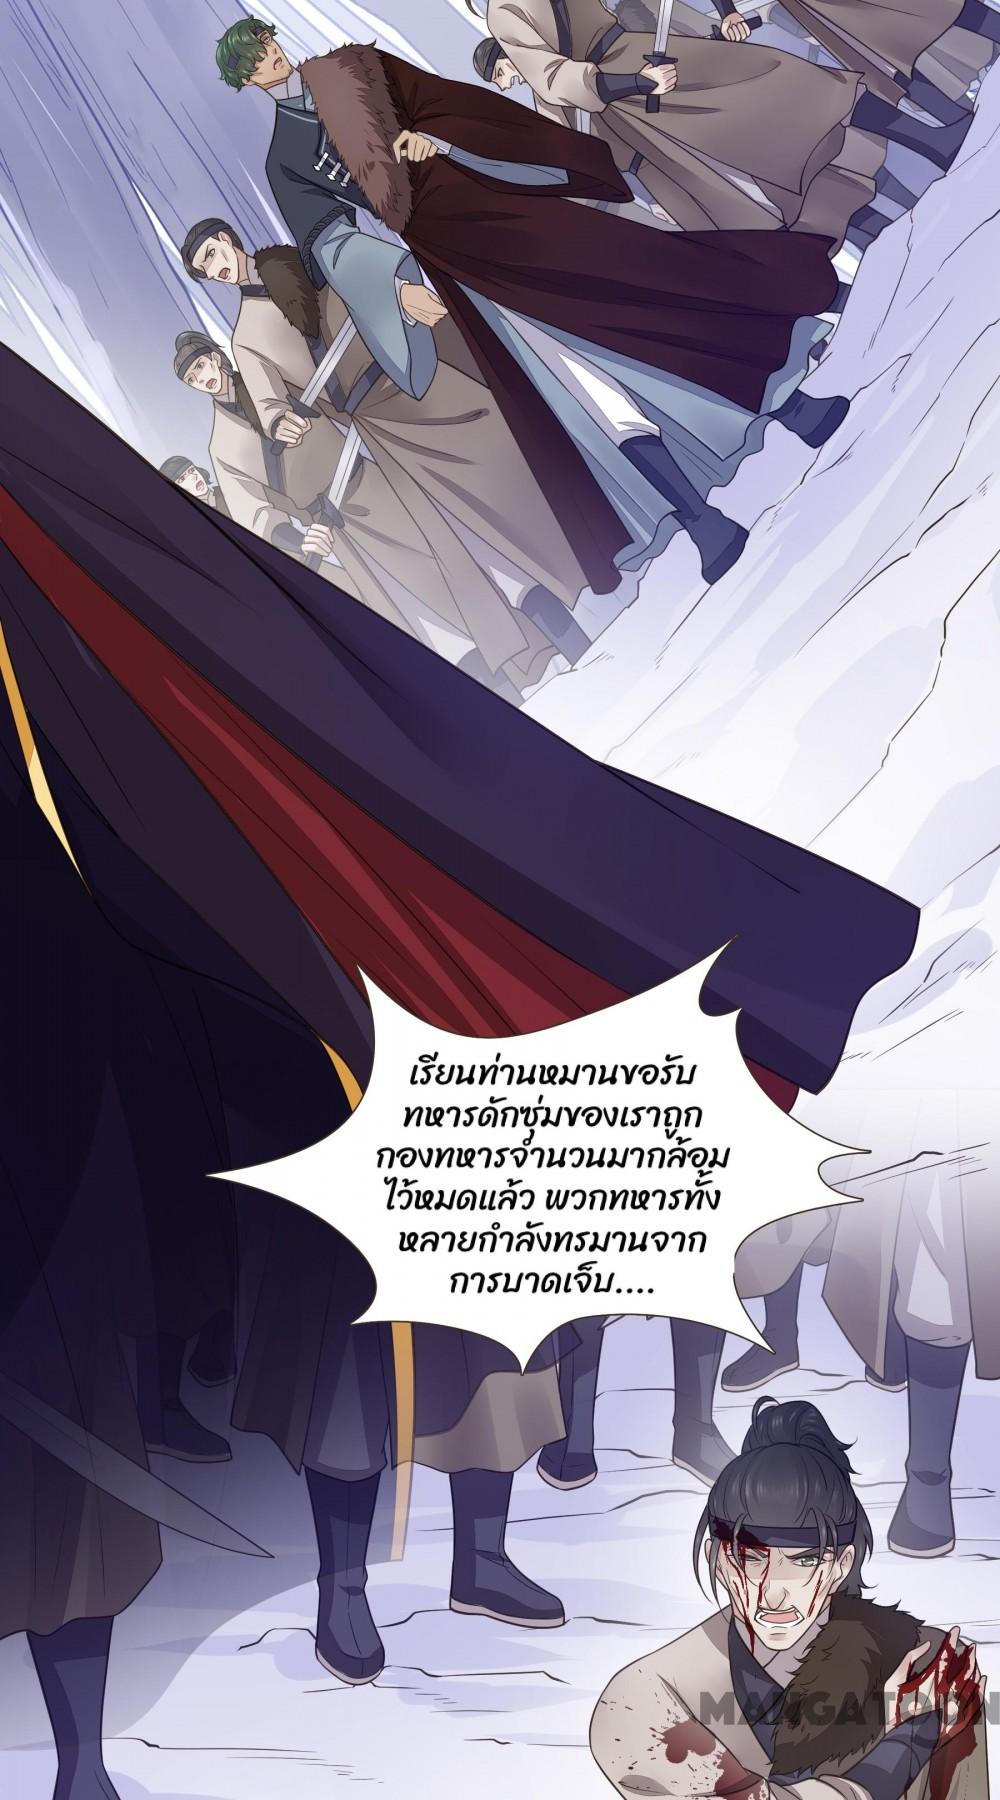 เรียนท่านหมานขอรับ
ทหารดักซุ่มของเราถูก
กองทหารจำนวนมากล้อม
ไว้หมดแล้ว พวกทหารทั้ง
หลายกำลังทรมานจาก
การบาดเจ็บ....
MANGATOON